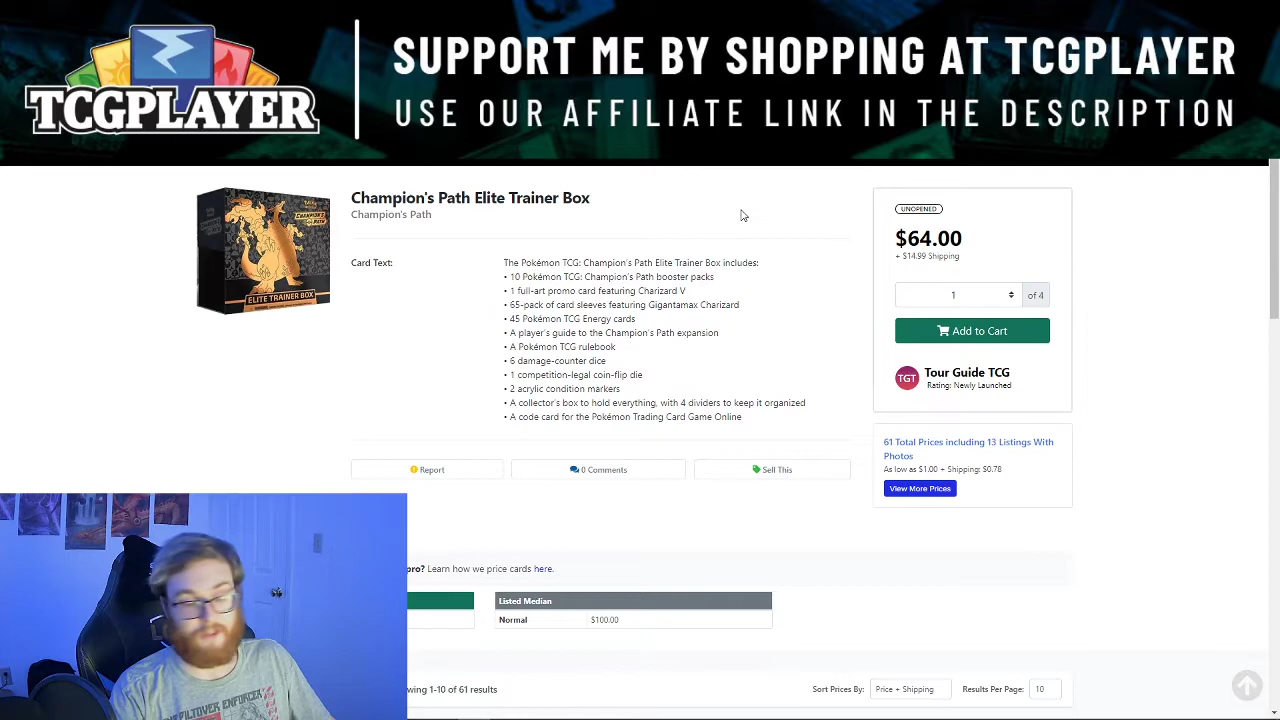 TCGPLAYER
SUPPORT ME BY SHOPPING AT TCGPLAYER
USE OUR AFFILIATE LINK IN THE DESCRIPTION
Champion's Path Elite Trainer Box
Champion's Path
Card Text:
The Pokémon TCG: Champion's Path Elite Trainer Box includes:
• 10 Pokémon TCG: Champion's Path booster packs
• 1 full-art promo card featuring Charizard V
• 65-pack of card sleeves featuring Gigantamax Charizard
• 45 Pokémon TCG Energy cards
• A player's guide to the Champion's Path expansion
• A Pokémon TCG rulebook
• 6 damage-counter dice
• 1 competition-legal coin-flip die
• 2 acrylic condition markers
• A collector's box to hold everything, with 4 dividers to keep it organized
• A code card for the Pokémon Trading Card Game Online
Report
0 Comments
Sell This
UNOPENED
$64.00
+ $14.99 Shipping
1
of 4
Add to Cart
TGT
Tour Guide TCG
Rating: Newly Launched
61 Total Prices including 13 Listings With
Photos
As low as $1.00 + Shipping: $0.78
View More Prices
CHAMPION'S
PATH
ELITE TRAINER BOX
pro? Learn how we price cards here.
Listed Median
Normal $100.00
wing 1-10 of 61 results
Sort Prices By: Price + Shipping
Results Per Page: 10
PILTOVER ENFORCER